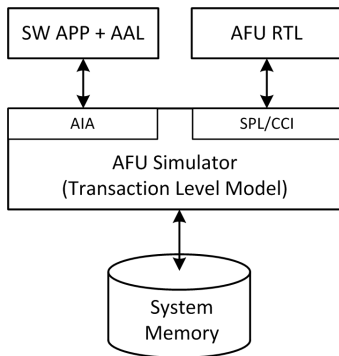 SW APP + AAL
AFU RTL
AIA
SPL/CCI
AFU Simulator
(Transaction Level Model)
System
Memory